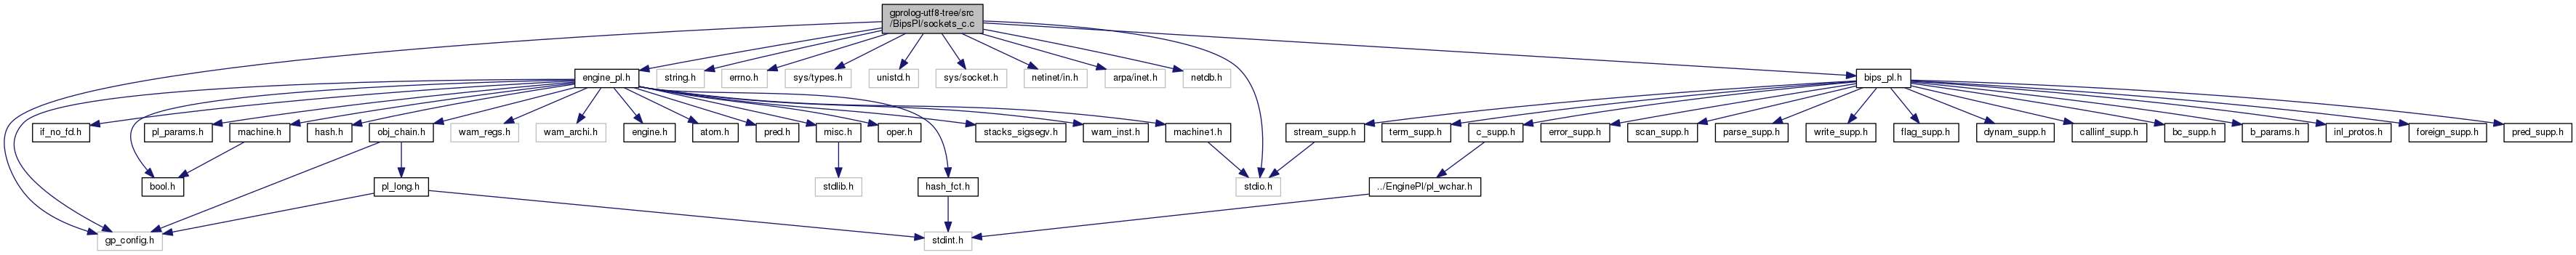 gprolog-utf8-tree/src
/BipsPl/sockets_c.c
engine_pl.h
string.h
errno.h
sys/types.h
unistd.h
sys/socket.h
netinet/in.h
arpa/inet.h
netdb.h
bips_pl.h
if_no_fd.h
pl_params.h
machine.h
hash.h
obj_chain.h
wam_regs.h
wam_archi.h
engine.h
atom.h
pred.h
misc.h
oper.h
stacks_sigsegv.h
wam_inst.h
machine1.h
stream_supp.h
term_supp.h
c_supp.h
error_supp.h
scan_supp.h
parse_supp.h
write_supp.h
flag_supp.h
dynam_supp.h
callinf_supp.h
bc_supp.h
b_params.h
inl_protos.h
foreign_supp.h
pred_supp.h
bool.h
pl_long.h
stdlib.h
hash_fct.h
stdio.h
../EnginePl/pl_wchar.h
gp_config.h
stdint.h